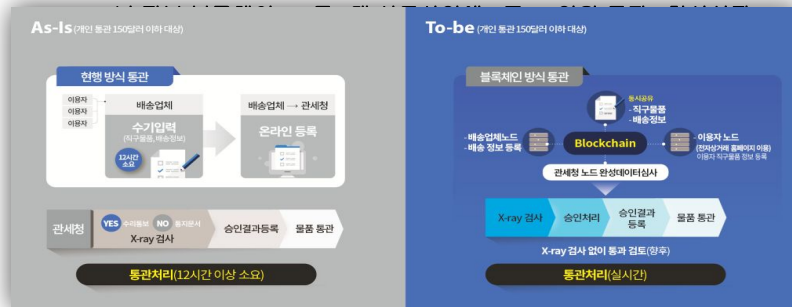 As-Is (개인 통관 150달러 이하 대상)
현행 방식 통관
이용자
이용자
이용자
배송업체
수기입력
(직구물품, 배송정보)
12시간
소요
배송업체 → 관세청
온라인 등록
관세청
YES 수리통보 NO 통지문서
X-ray 검사
승인결과등록
물품 통관
통관처리(12시간 이상 소요)
To-be (개인 통관 150달러 이하 대상)
블록체인 방식 통관
동시공유
- 직구물품
- 배송정보
- 배송업체노드
- 배송 정보 등록
Blockchain
- 이용자 노드
(전자상거래 홈페이지 이용)
이용자 직구물품 정보 등록
관세청 노드 완성데이터심사
X-ray 검사
승인처리
승인결과
등록
물품 통관
X-ray 검사 없이 통과 검토(향후)
통관처리(실시간)